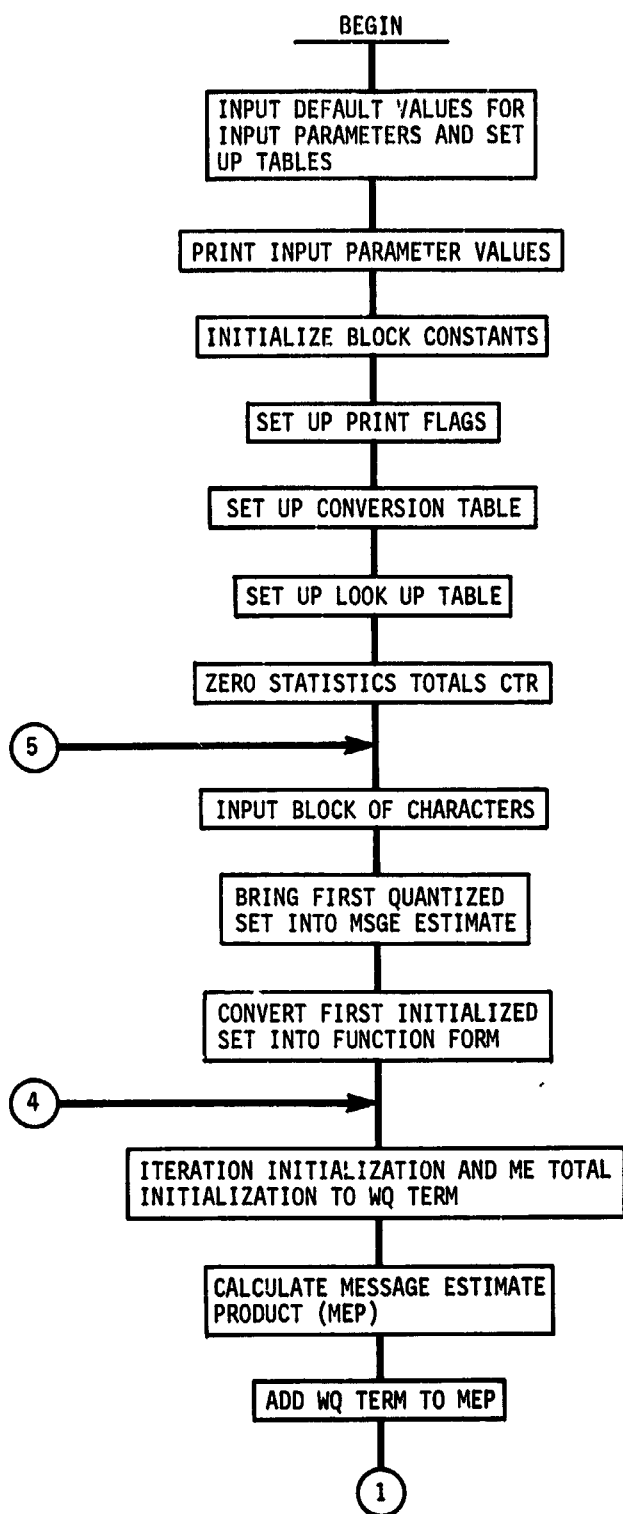 BEGIN
INPUT DEFAULT VALUES FOR
INPUT PARAMETERS AND SET
UP TABLES
PRINT INPUT PARAMETER VALUES
INITIALIZE BLOCK CONSTANTS
SET UP PRINT FLAGS
SET UP CONVERSION TABLE
SET UP LOOK UP TABLE
ZERO STATISTICS TOTALS CTR
5
INPUT BLOCK OF CHARACTERS
BRING FIRST QUANTIZED
SET INTO MSGE ESTIMATE
CONVERT FIRST INITIALIZED
SET INTO FUNCTION FORM
4
ITERATION INITIALIZATION AND ME TOTAL
INITIALIZATION TO WQ TERM
CALCULATE MESSAGE ESTIMATE
PRODUCT (MEP)
ADD WQ TERM TO MEP
1